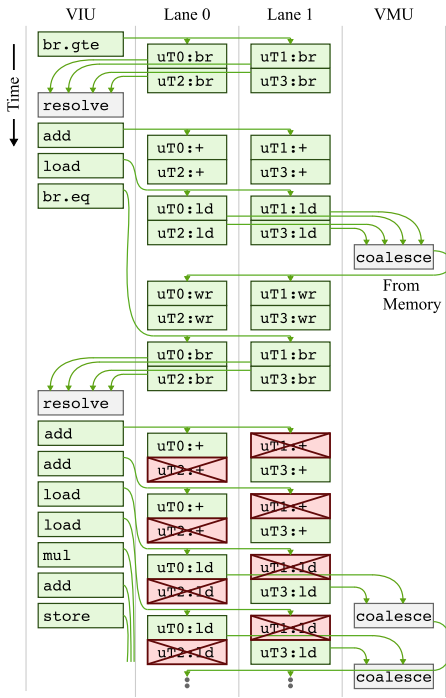 VIU Lane 0 Lane 1 VMU
Time
br.gte
uT0:br uT1:br
uT2:br uT3:br
resolve
add
uT0:+ uT1:+
load
uT2:+ uT3:+
br.eq
uT0:ld uT1:ld
uT2:ld uT3:ld
coalesce
From
Memory
uT0:wr uT1:wr
uT2:wr uT3:wr
uT0:br uT1:br
uT2:br uT3:br
resolve
add
uT0:+ uT1:+
add
uT2:+ uT3:+
load
uT0:+ uT1:+
load
uT2:+ uT3:+
mul
uT0:ld uT1:ld
add
uT2:ld uT3:ld
store
coalesce
uT0:ld uT1:ld
uT2:ld uT3:ld
coalesce